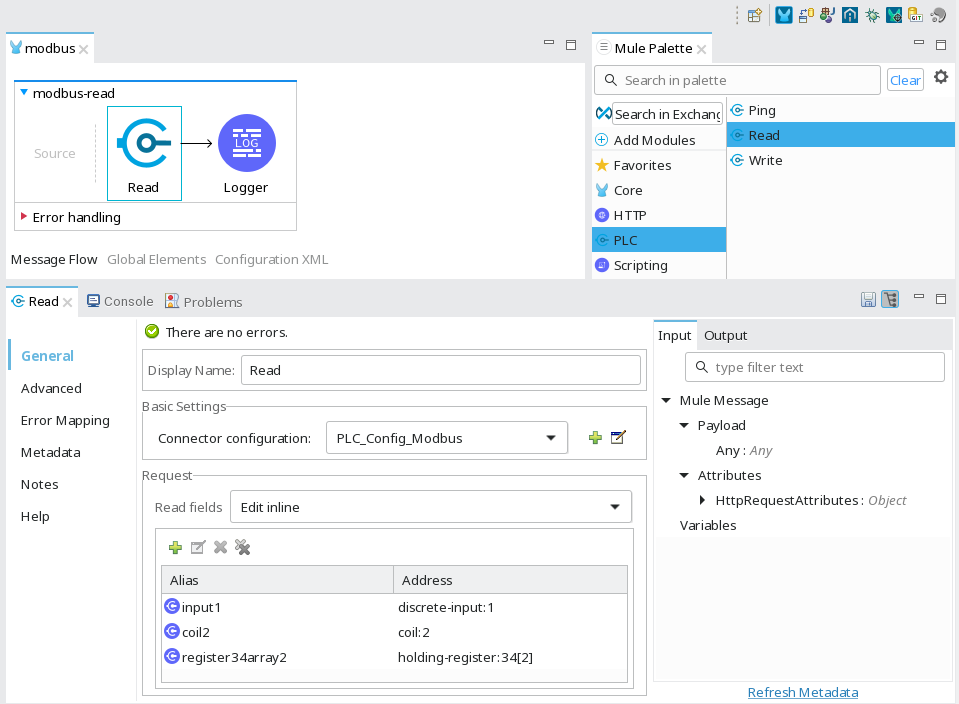 GIT
modbus
modbus-read
Source
Read
LOG
Logger
Error handling
Message Flow Global Elements Configuration XML
Mule Palette
Search in palette
Clear
Search in Exchang
Add Modules
Favorites
Core
HTTP
PLC
Scripting
Ping
Read
Write
Read
Console
Problems
General
Advanced
Error Mapping
Metadata
Notes
Help
There are no errors.
Display Name: Read
Basic Settings
Connector configuration: PLC_Config_Modbus
Request
Read fields Edit inline
Alias Address
input1 discrete-input:1
coil2 coil:2
register34array2 holding-register:34[2]
Input Output
type filter text
Mule Message
Payload
Any : Any
Attributes
HttpRequestAttributes : Object
Variables
Refresh Metadata